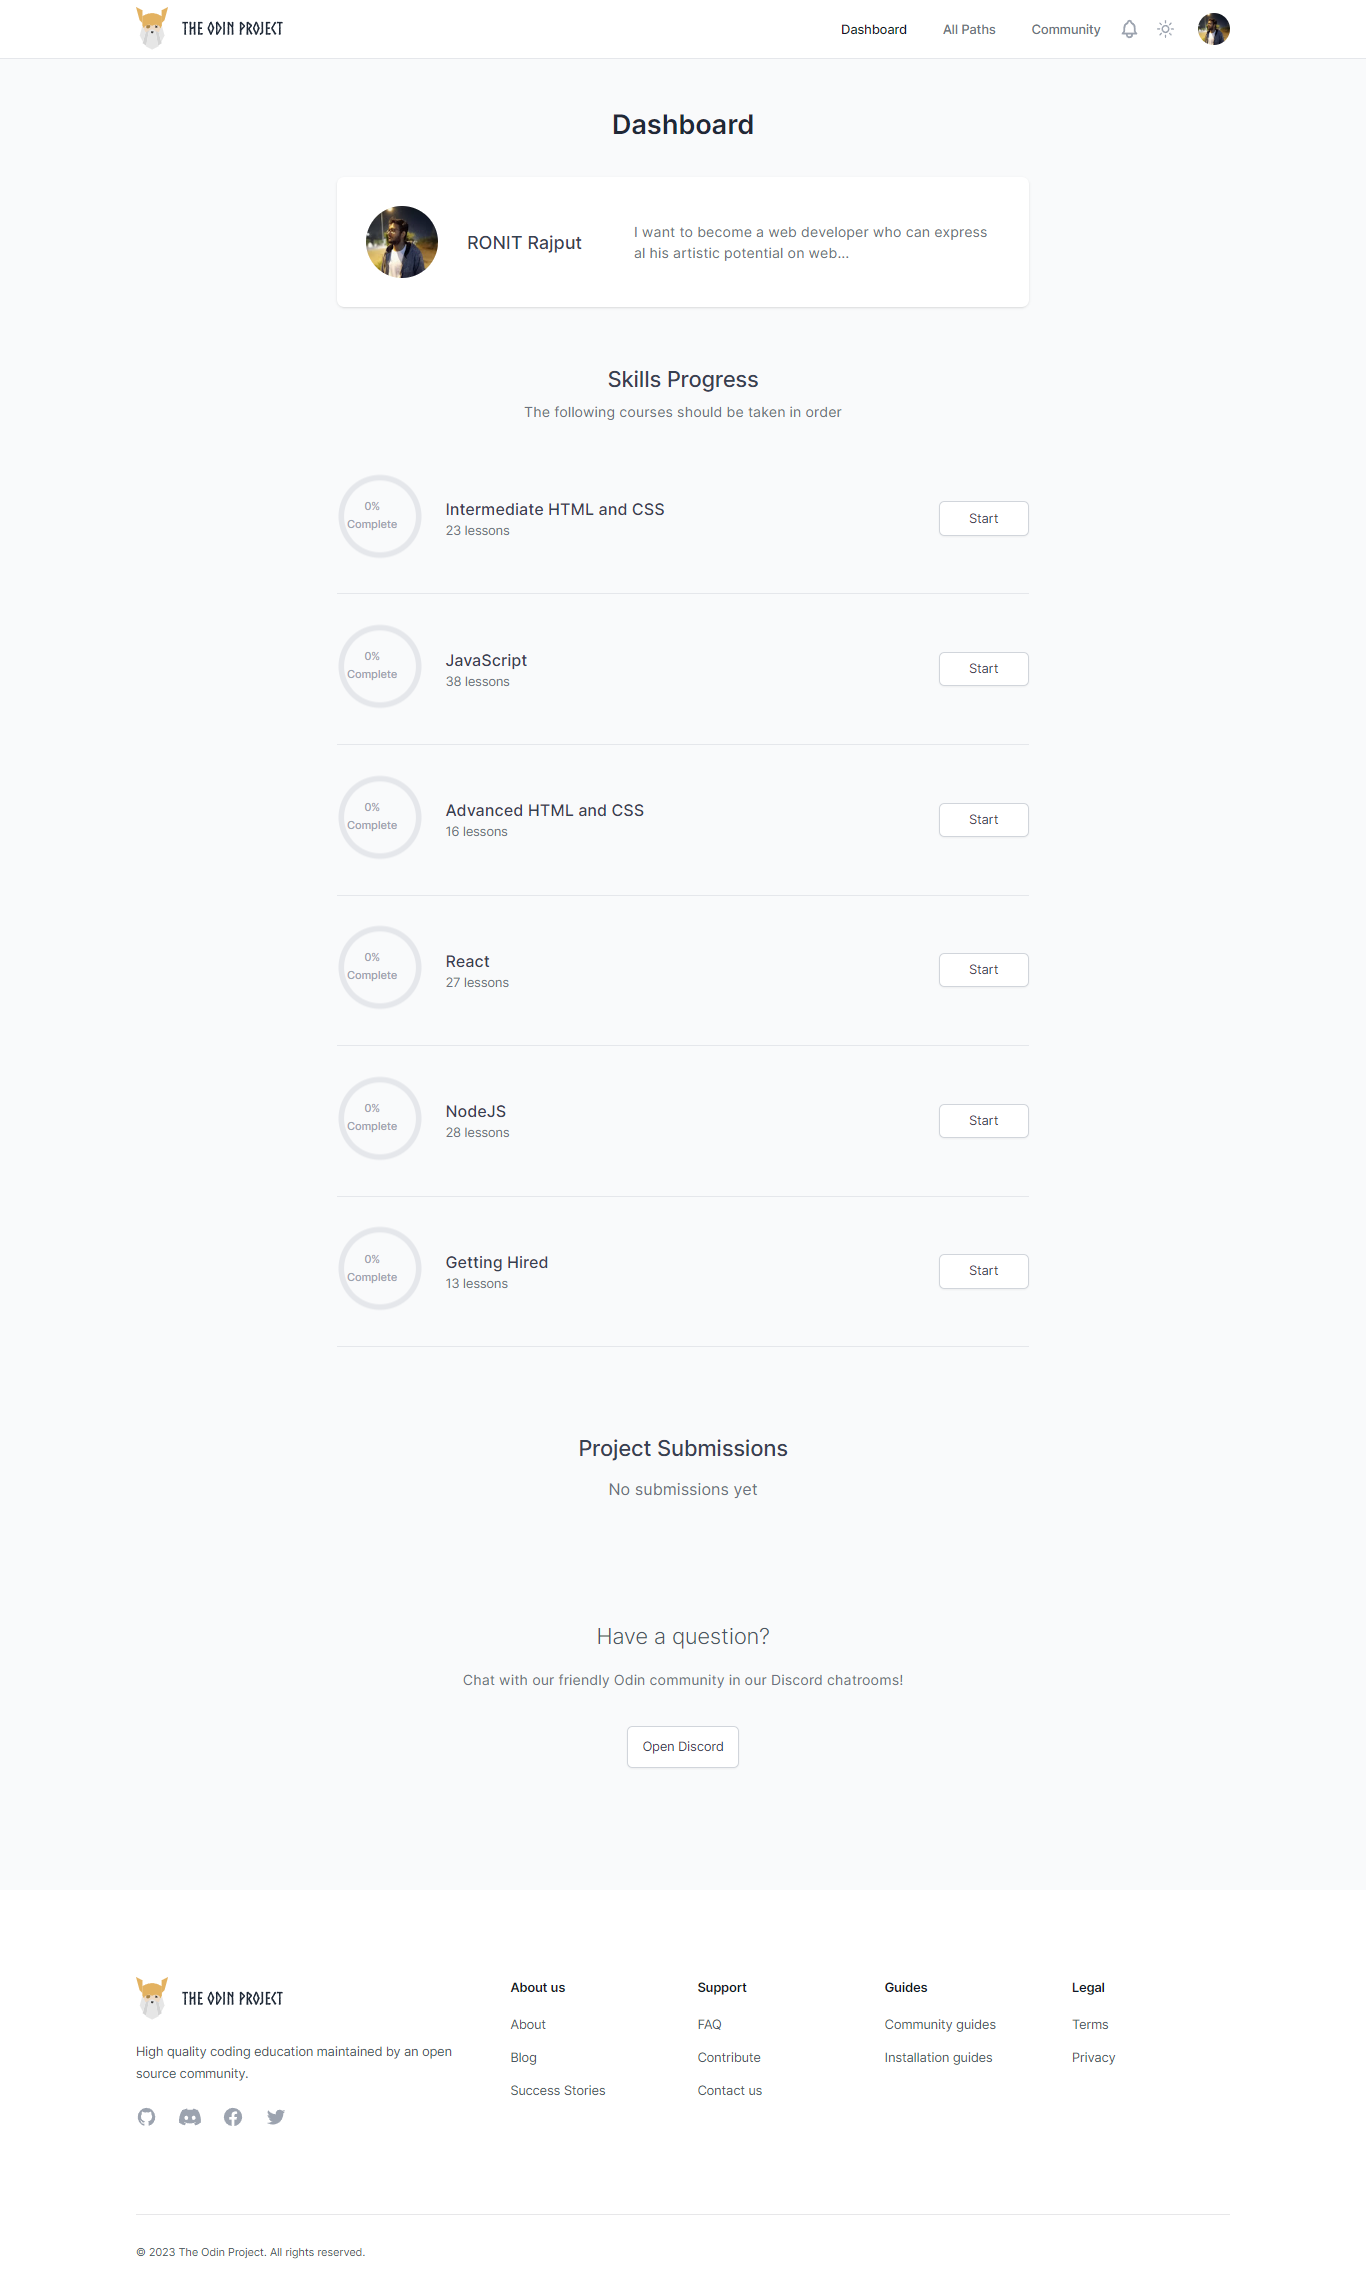 THE ODIN PROJECT
Dashboard
All Paths
Community
Dashboard
RONIT Rajput
I want to become a web developer who can express
al his artistic potential on web...
Skills Progress
The following courses should be taken in order
0%
Complete
Intermediate HTML and CSS
23 lessons
Start
0%
Complete
JavaScript
38 lessons
Start
0%
Complete
Advanced HTML and CSS
16 lessons
Start
0%
Complete
React
27 lessons
Start
0%
Complete
NodeJS
28 lessons
Start
0%
Complete
Getting Hired
13 lessons
Start
Project Submissions
No submissions yet
Have a question?
Chat with our friendly Odin community in our Discord chatrooms!
Open Discord
THE ODIN PROJECT
High quality coding education maintained by an open
source community.
About us
About
Blog
Success Stories
Support
FAQ
Contribute
Contact us
Guides
Community guides
Installation guides
Legal
Terms
Privacy
© 2023 The Odin Project. All rights reserved.